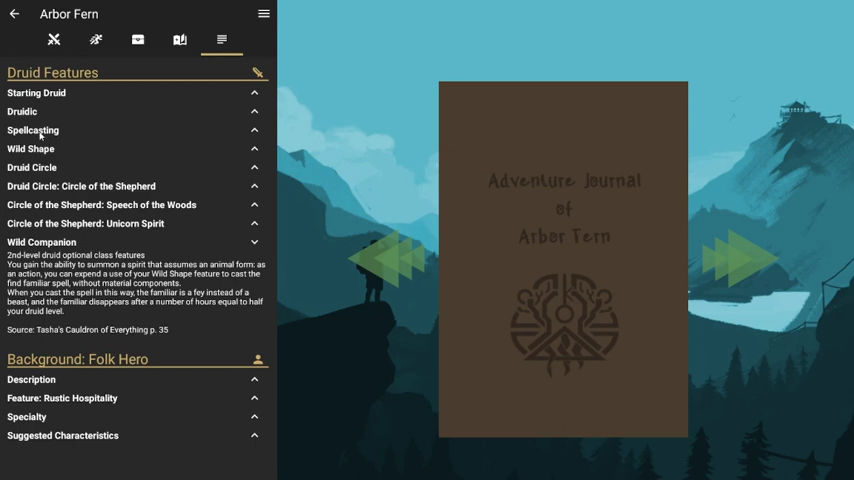 Arbor Fern
Druid Features
Starting Druid
Druidic
Spellcasting
Wild Shape
Druid Circle
Druid Circle: Circle of the Shepherd
Circle of the Shepherd: Speech of the Woods
Circle of the Shepherd: Unicorn Spirit
Wild Companion
2nd-level druid optional class features
You gain the ability to summon a spirit that assumes an animal form: as
an action, you can expend a use of your Wild Shape feature to cast the
find familiar spell, without material components.
When you cast the spell in this way, the familiar is a fey instead of a
beast, and the familiar disappears after a number of hours equal to half
your druid level.
Source: Tasha's Cauldron of Everything p. 35
Background: Folk Hero
Description
Feature: Rustic Hospitality
Specialty
Suggested Characteristics
Adventure Journal
of
Arbor Fern